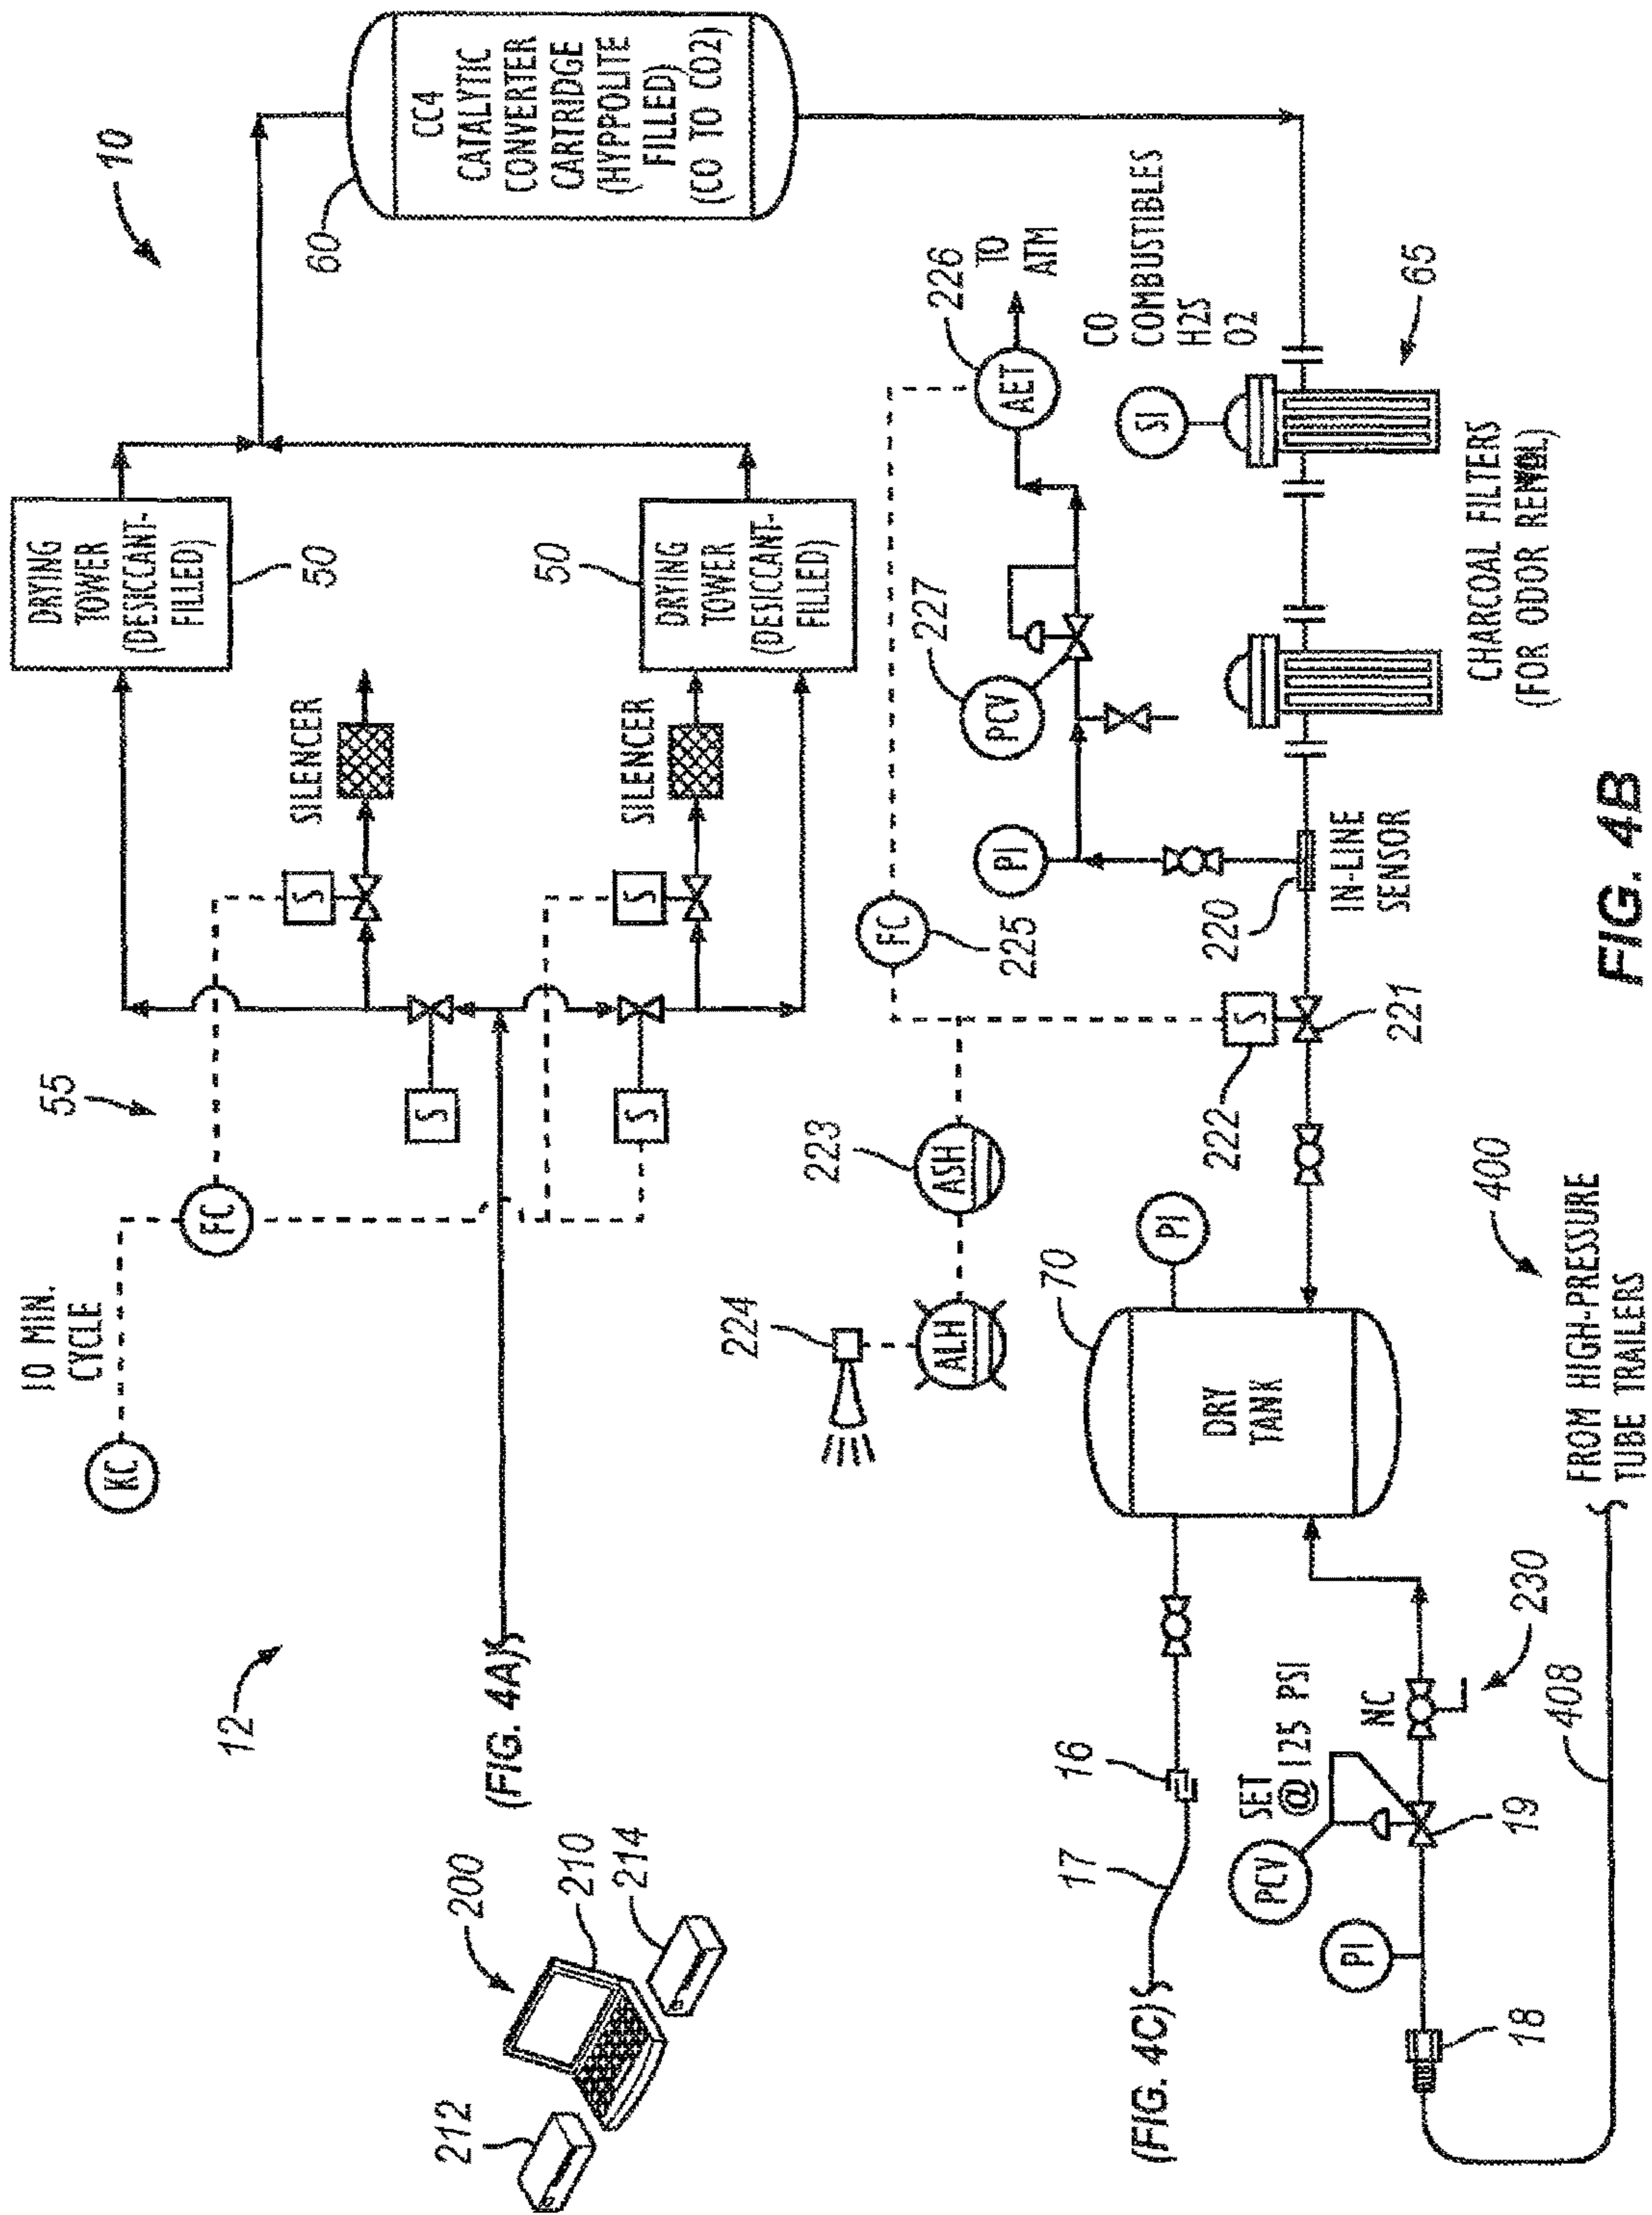 12
10
10 MIN.
CYCLE
KC
FC
55
S
S
S
S
SILENCER
SILENCER
DRYING
TOWER
(DESICCANT-
FILLED)
50
DRYING
TOWER
(DESICCANT-
FILLED)
50
60
CC4
CATALYTIC
CONVERTER
CARTRIDGE
(HYPPOLITE
FILLED)
(CO TO CO2)
(FIG. 4A)
200
210
212
214
224
ALH
223
ASH
FC
225
PI
PCV
227
AET
226
TO
ATM
CO
COMBUSTIBLES
H2S
O2
SI
65
CHARCOAL FILTERS
(FOR ODOR
IN-LINE
SENSOR
220
S
222
221
PI
70
DRY
TANK
(FIG. 4C)
17
16
SET
@125 PSI
PCV
NC
230
PI
18
19
408
400
FROM HIGH-PRESSURE
TUBE TRAILERS
FIG. 4B